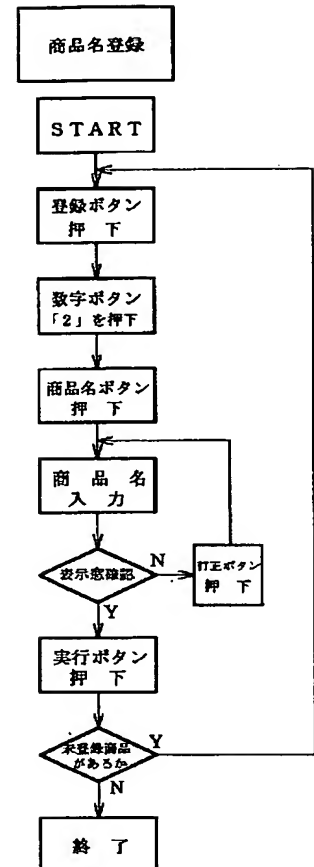 商品名登録
START
登録ボタン
押 下
数字ボタン
「2」を押下
商品名ボタン
押 下
商 品 名
入 力
表示窓確認
N
訂正ボタン
押 下
Y
実行ボタン
押 下
未登録商品
があるか
Y
N
終 了